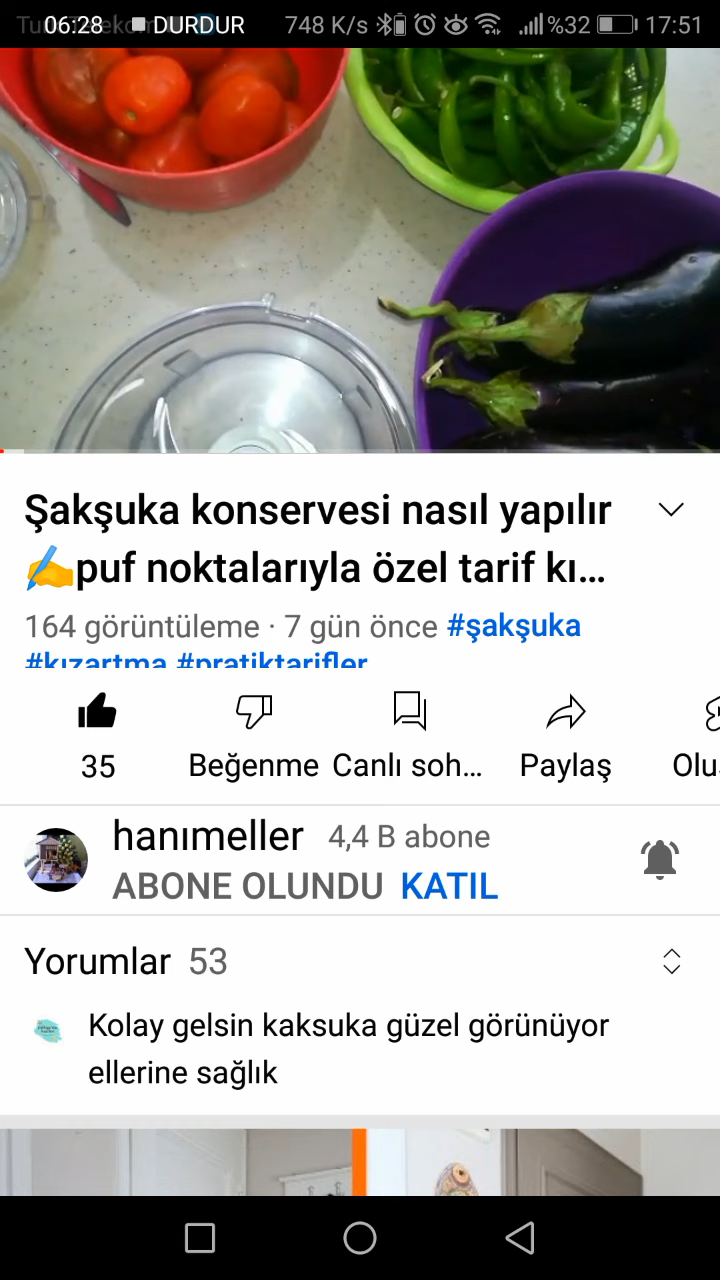 06:28 DURDUR 748 K/s %32 17:51
Şakşuka konservesi nasıl yapılır
✍puf noktalarıyla özel tarif kı...
164 görüntüleme · 7 gün önce #şakşuka
#kızartma #pratiktarifler
35 Beğenme Canlı soh... Paylaş
hanımeller 4,4 B abone
ABONE OLUNDU KATIL
Yorumlar 53
Kolay gelsin kaksuka güzel görünüyor
ellerine sağlık